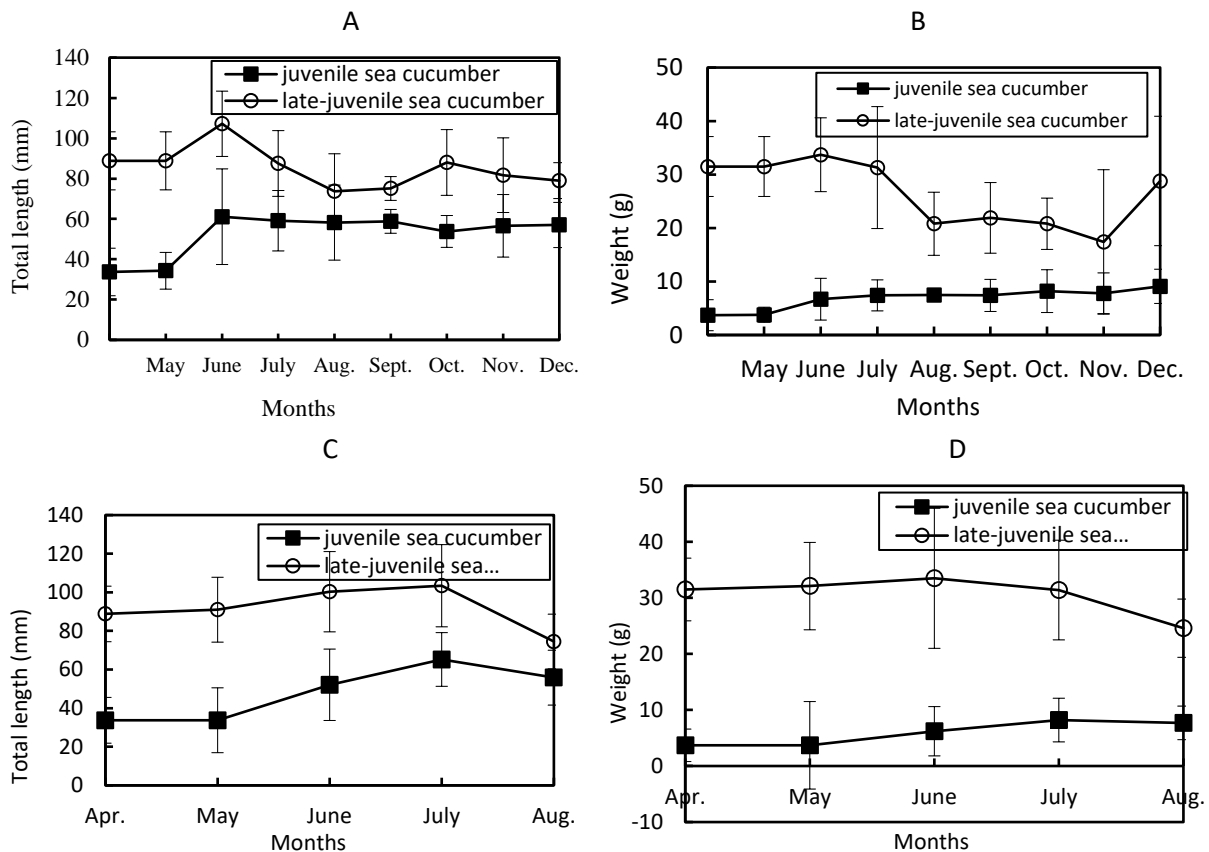 A
140
120
100
80
60
40
20
0
Total length (mm)
juvenile sea cucumber
late-juvenile sea cucumber
May June July Aug. Sept. Oct. Nov. Dec.
Months
B
50
40
30
20
10
0
Weight (g)
juvenile sea cucumber
late-juvenile sea cucumber
May June July Aug. Sept. Oct. Nov. Dec.
Months
C
140
120
100
80
60
40
20
0
Total length (mm)
juvenile sea cucumber
late-juvenile sea...
Apr. May June July Aug.
Months
D
50
40
30
20
10
0
-10
Weight (g)
juvenile sea cucumber
late-juvenile sea...
Apr. May June July Aug.
Months